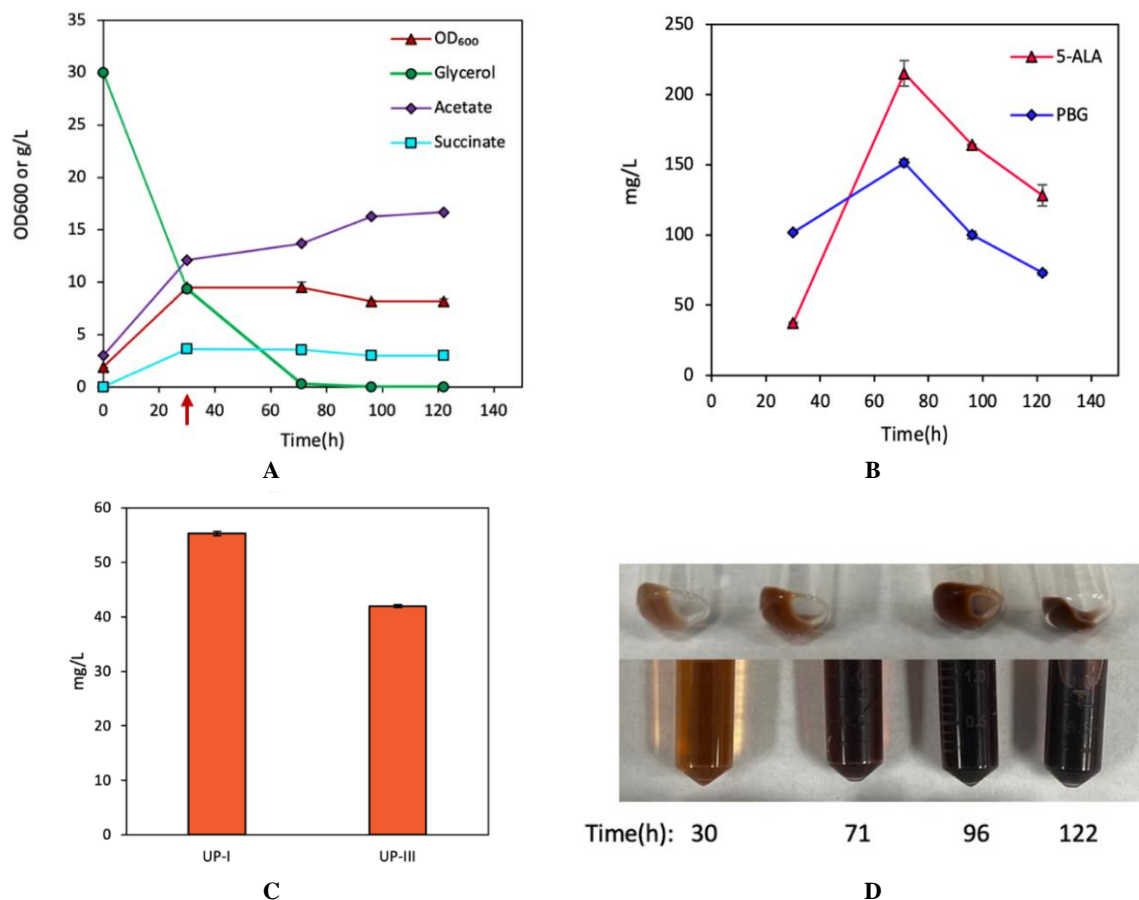 35
30
25
20
15
10
5
0
OD600 or g/L
OD₆₀₀
Glycerol
Acetate
Succinate
0 20 40 60 80 100 120 140
Time(h)
A
250
200
150
100
50
0
mg/L
5-ALA
PBG
0 20 40 60 80 100 120 140
Time(h)
B
60
50
40
30
20
10
0
mg/L
UP-I UP-III
C
1.0
0.5
Time(h): 30 71 96 122
D